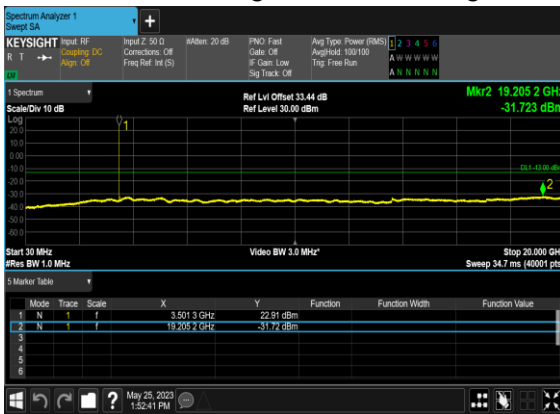 Spectrum Analyzer 1
Swept SA
+
KEYSIGHT Input: RF Input Z: 50 Ω #Atten: 20 dB PNO: Fast Avg Type: Power (RMS) 1 2 3 4 5 6
R T Coupling: DC Corrections: Off Gate: Off Avg|Hold: 100/100 A W W W W W
Align: Off Freq Ref: Int (S) IF Gain: Low Trig: Free Run
Sig Track: Off A N N N N N
LV
1 Spectrum Ref Lvl Offset 33.44 dB Mkr2 19.205 2 GHz
Scale/Div 10 dB Ref Level 30.00 dBm -31.723 dBm
Log
1
20.0
10.0
0.00
-10.0
DL1 -13.00 dBm
-20.0
2
-30.0
-40.0
-50.0
-60.0
Start 30 MHz Video BW 3.0 MHz* Stop 20.000 GH
#Res BW 1.0 MHz Sweep 34.7 ms (40001 pts
5 Marker Table
Mode Trace Scale X Y Function Function Width Function Value
1 N 1 f 3.501 3 GHz 22.91 dBm
2 N 1 f 19.205 2 GHz -31.72 dBm
3
4
5
6
? May 25, 2023
1:52:41 PM